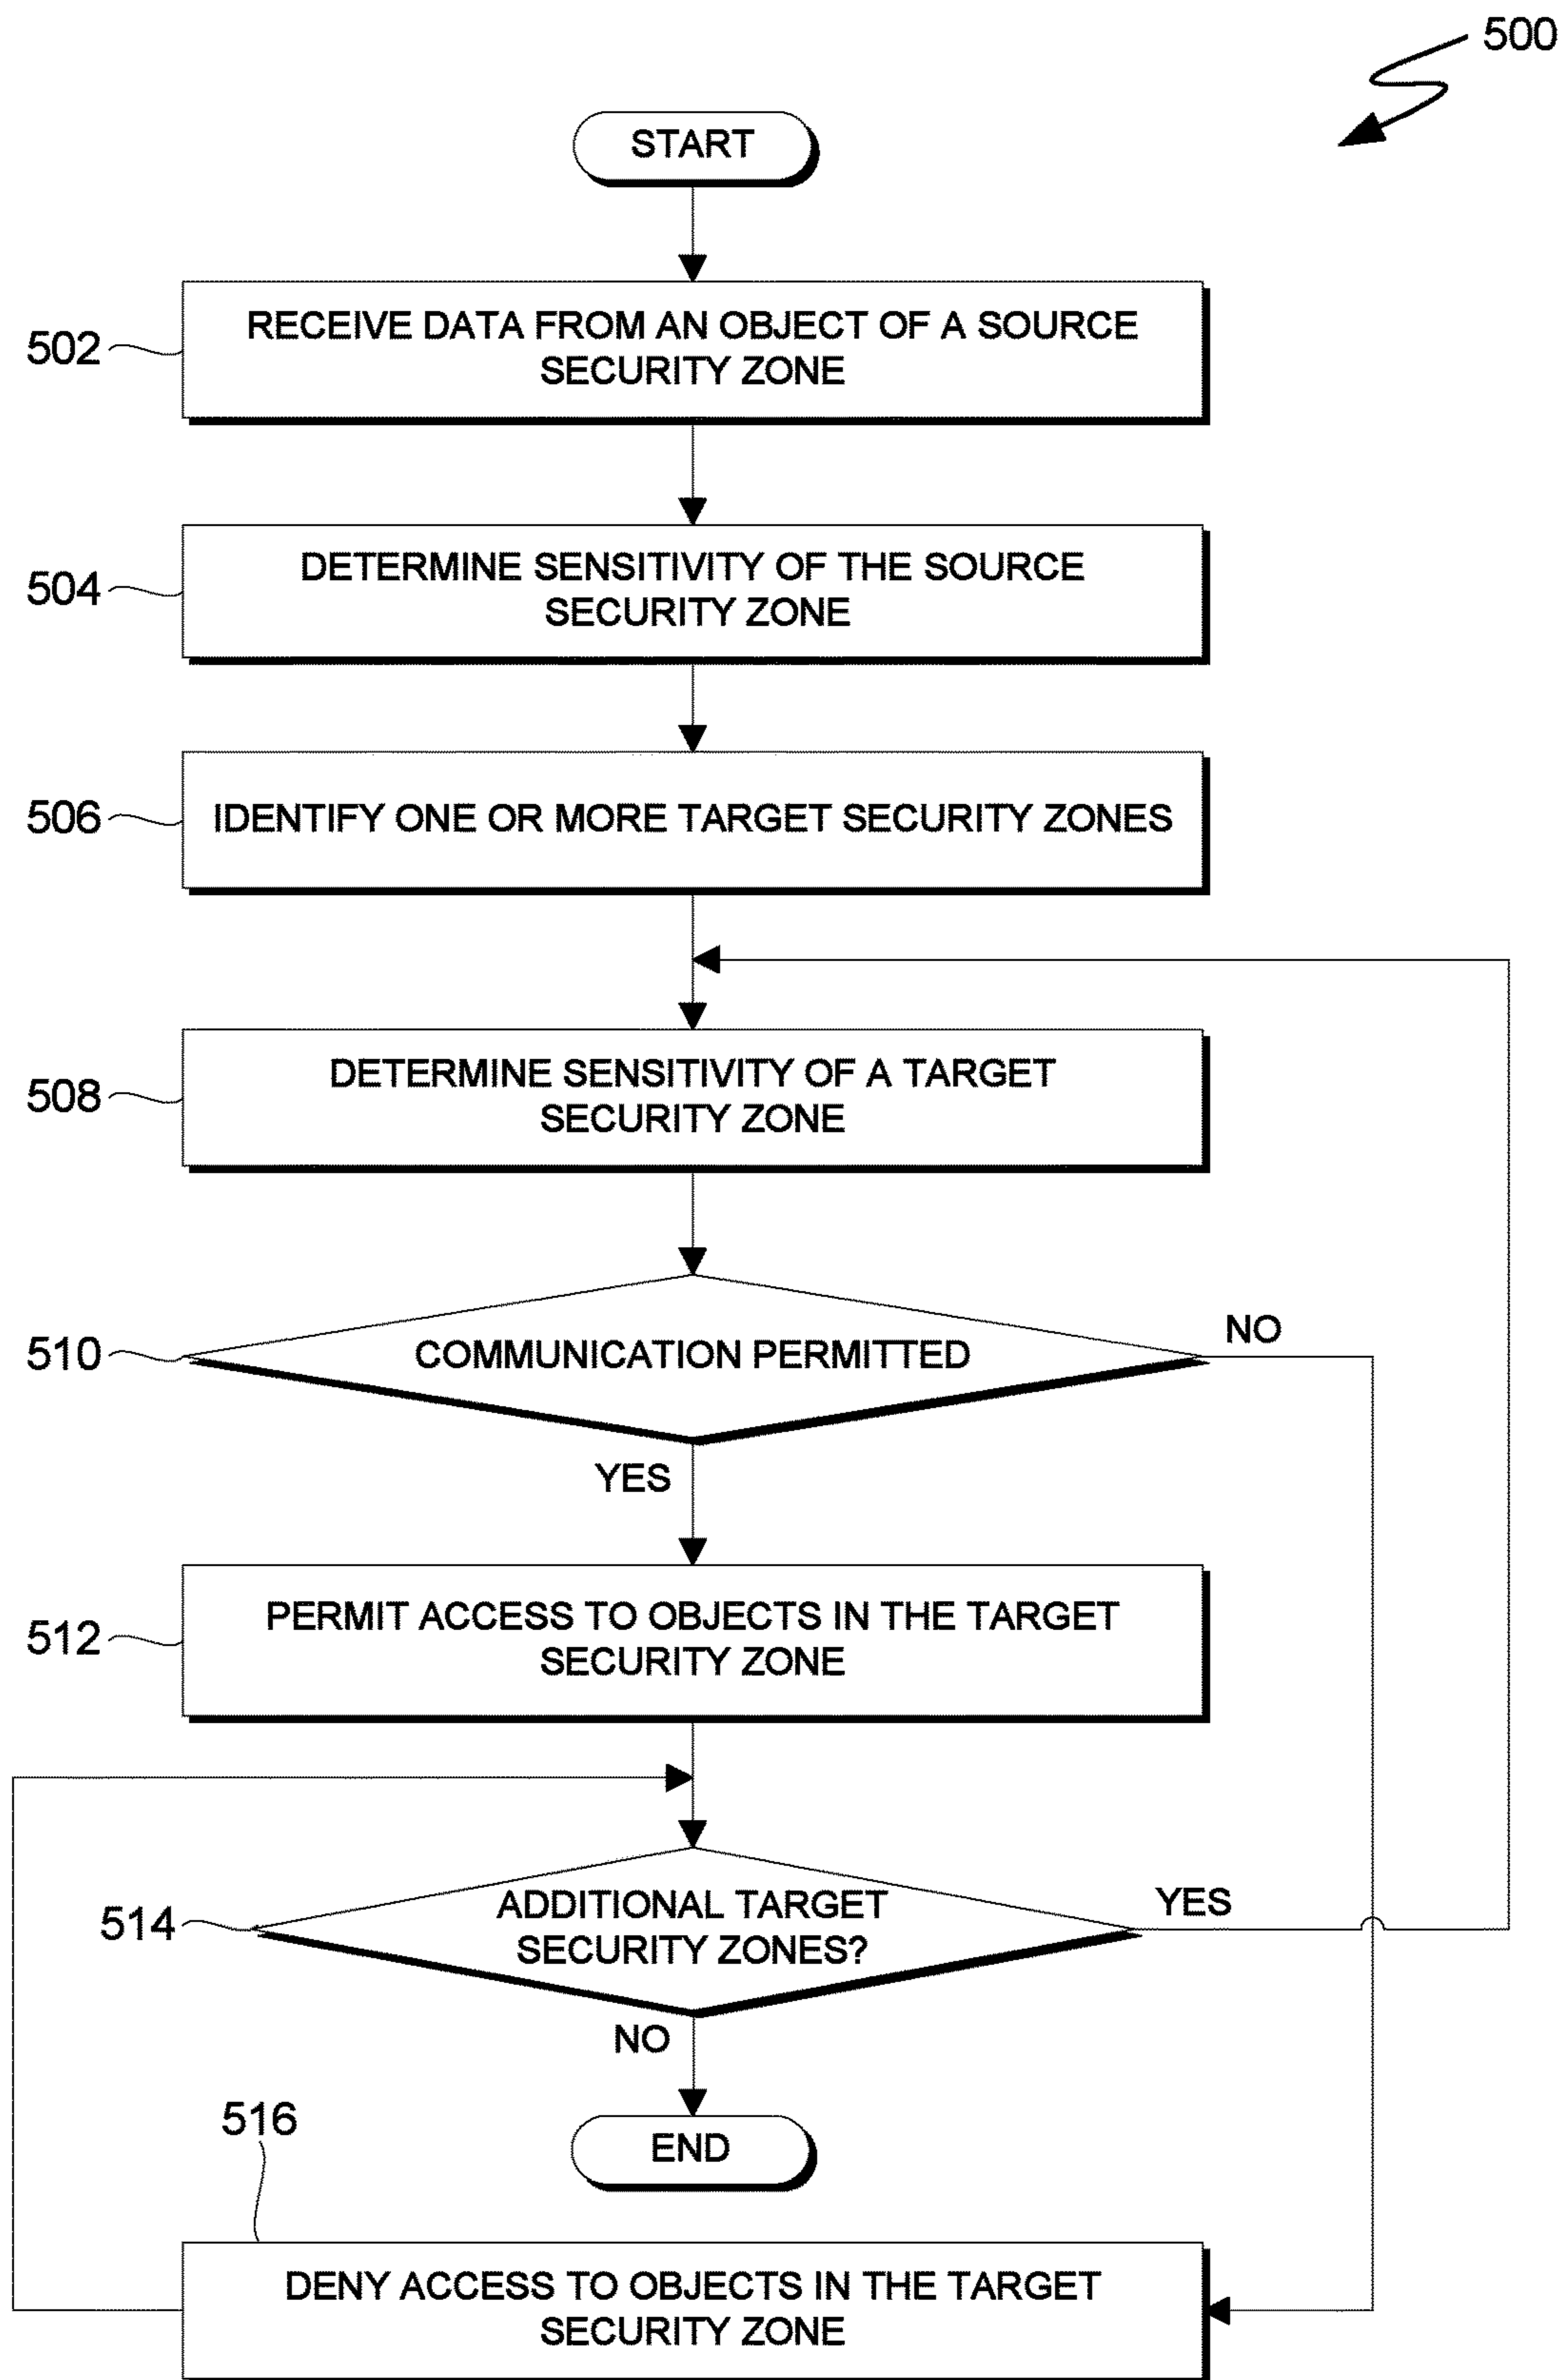 500
START
502
RECEIVE DATA FROM AN OBJECT OF A SOURCE
SECURITY ZONE
504
DETERMINE SENSITIVITY OF THE SOURCE
SECURITY ZONE
506
IDENTIFY ONE OR MORE TARGET SECURITY ZONES
508
DETERMINE SENSITIVITY OF A TARGET
SECURITY ZONE
510
COMMUNICATION PERMITTED
NO
YES
512
PERMIT ACCESS TO OBJECTS IN THE TARGET
SECURITY ZONE
514
ADDITIONAL TARGET
SECURITY ZONES?
YES
NO
END
516
DENY ACCESS TO OBJECTS IN THE TARGET
SECURITY ZONE